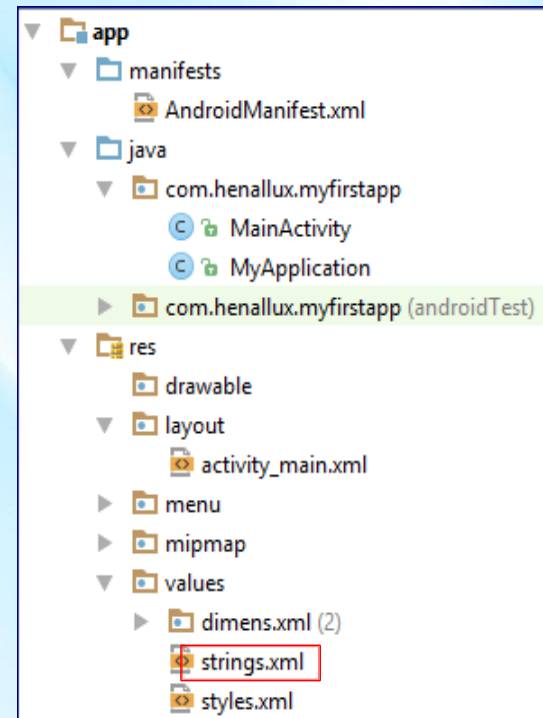 app
manifests
AndroidManifest.xml
java
com.henallux.myfirstapp
MainActivity
MyApplication
com.henallux.myfirstapp (androidTest)
res
drawable
layout
activity_main.xml
menu
mipmap
values
dimens.xml (2)
strings.xml
styles.xml